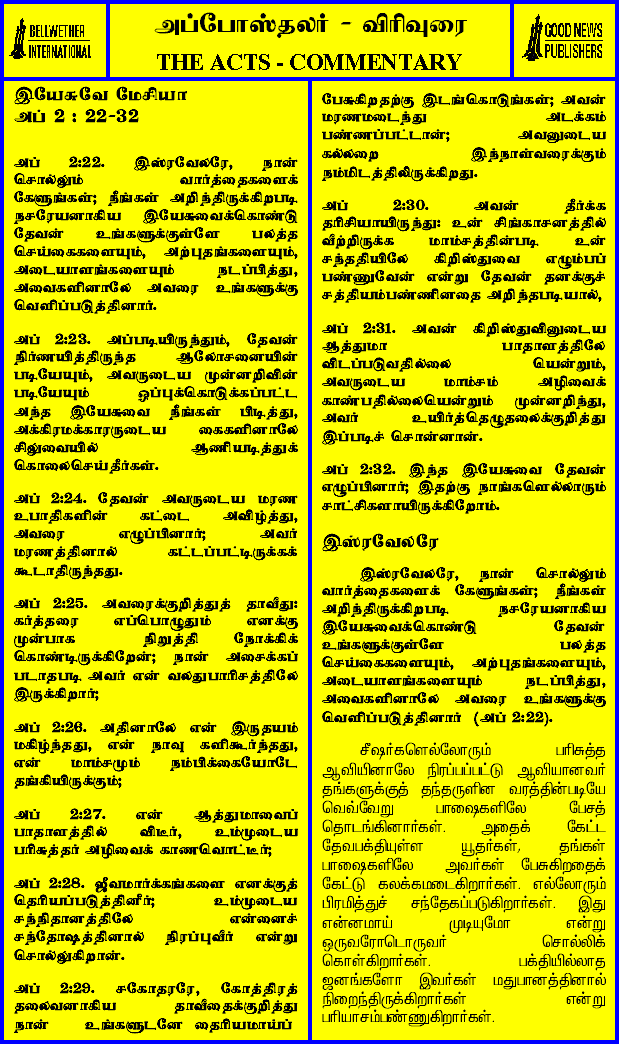 BELLWETHER
INTERNATIONAL
அப்போஸ்தலர் - விரிவுரை
THE ACTS - COMMENTARY
GOOD NEWS
PUBLISHERS
இயேசுவே மேசியா
அப் 2 : 22-32
அப் 2:22. இஸ்ரவேலரே, நான்
சொல்லும் வார்த்தைகளைக்
கேளுங்கள்; நீங்கள் அறிந்திருக்கிறபடி
நசரேயனாகிய இயேசுவைக்கொண்டு
தேவன் உங்களுக்குள்ளே பலத்த
செய்கைகளையும், அற்புதங்களையும்,
அடையாளங்களையும் நடப்பித்து,
அவைகளினாலே அவரை உங்களுக்கு
வெளிப்படுத்தினார்.
அப் 2:23. அப்படியிருந்தும், தேவன்
நிர்ணயித்திருந்த ஆலோசனையின்
படியேயும், அவருடைய முன்னறிவின்
படியேயும் ஒப்புக்கொடுக்கப்பட்ட
அந்த இயேசுவை நீங்கள் பிடித்து,
அக்கிரமக்காரருடைய கைகளினாலே
சிலுவையில் ஆணியடித்துக்
கொலைசெய்தீர்கள்.
அப் 2:24. தேவன் அவருடைய மரண
உபாதிகளின் கட்டை அவிழ்த்து,
அவரை எழுப்பினார்; அவர்
மரணத்தினால் கட்டப்பட்டிருக்கக்
கூடாதிருந்தது.
அப் 2:25. அவரைக்குறித்துத் தாவீது:
கர்த்தரை எப்பொழுதும் எனக்கு
முன்பாக நிறுத்தி நோக்கிக்
கொண்டிருக்கிறேன்; நான் அசைக்கப்
படாதபடி அவர் என் வலதுபாரிசத்திலே
இருக்கிறார்;
அப் 2:26. அதினாலே என் இருதயம்
மகிழ்ந்தது, என் நாவு களிகூர்ந்தது,
என் மாம்சமும் நம்பிக்கையோடே
தங்கியிருக்கும்;
அப் 2:27. என் ஆத்துமாவைப்
பாதாளத்தில் விடீர், உம்முடைய
பரிசுத்தர் அழிவைக் காணவொட்டீர்;
அப் 2:28. ஜீவமார்க்கங்களை எனக்குத்
தெரியப்படுத்தினீர்; உம்முடைய
சந்நிதானத்திலே என்னைச்
சந்தோஷத்தினால் நிரப்புவீர் என்று
சொல்லுகிறான்.
அப் 2:29. சகோதரரே, கோத்திரத்
தலைவனாகிய தாவீதைக்குறித்து
நான் உங்களுடனே தைரியமாய்ப்
பேசுகிறதற்கு இடங்கொடுங்கள்; அவன்
மரணமடைந்து அடக்கம்
பண்ணப்பட்டான்; அவனுடைய
கல்லறை இந்நாள்வரைக்கும்
நம்மிடத்திலிருக்கிறது.
அப் 2:30. அவன் தீர்க்க
தரிசியாயிருந்து: உன் சிங்காசனத்தில்
வீற்றிருக்க மாம்சத்தின்படி உன்
சந்ததியிலே கிறிஸ்துவை எழும்பப்
பண்ணுவேன் என்று தேவன் தனக்குச்
சத்தியம்பண்ணினதை அறிந்தபடியால்,
அப் 2:31. அவன் கிறிஸ்துவினுடைய
ஆத்துமா பாதாளத்திலே
விடப்படுவதில்லை யென்றும்,
அவருடைய மாம்சம் அழிவைக்
காண்பதில்லையென்றும் முன்னறிந்து,
அவர் உயிர்த்தெழுதலைக்குறித்து
இப்படிச் சொன்னான்.
அப் 2:32. இந்த இயேசுவை தேவன்
எழுப்பினார்; இதற்கு நாங்களெல்லாரும்
சாட்சிகளாயிருக்கிறோம்.
இஸ்ரவேலரே
இஸ்ரவேலரே, நான் சொல்லும்
வார்த்தைகளைக் கேளுங்கள்; நீங்கள்
அறிந்திருக்கிறபடி நசரேயனாகிய
இயேசுவைக்கொண்டு தேவன்
உங்களுக்குள்ளே பலத்த
செய்கைகளையும், அற்புதங்களையும்,
அடையாளங்களையும் நடப்பித்து,
அவைகளினாலே அவரை உங்களுக்கு
வெளிப்படுத்தினார் (அப் 2:22).
சீஷர்களெல்லோரும் பரிசுத்த
ஆவியினாலே நிரப்பப்பட்டு ஆவியானவர்
தங்களுக்குத் தந்தருளின வரத்தின்படியே
வெவ்வேறு பாஷைகளிலே பேசத்
தொடங்கினார்கள். அதைக் கேட்ட
தேவபக்தியுள்ள யூதர்கள், தங்கள்
பாஷைகளிலே அவர்கள் பேசுகிறதைக்
கேட்டு கலக்கமடைகிறார்கள். எல்லோரும்
பிரமித்துச் சந்தேகப்படுகிறார்கள். இது
என்னமாய் முடியுமோ என்று
ஒருவரோடொருவர் சொல்லிக்
கொள்கிறார்கள். பக்தியில்லாத
ஜனங்களோ இவர்கள் மதுபானத்தினால்
நிறைந்திருக்கிறார்கள் என்று
பரியாசம்பண்ணுகிறார்கள்.